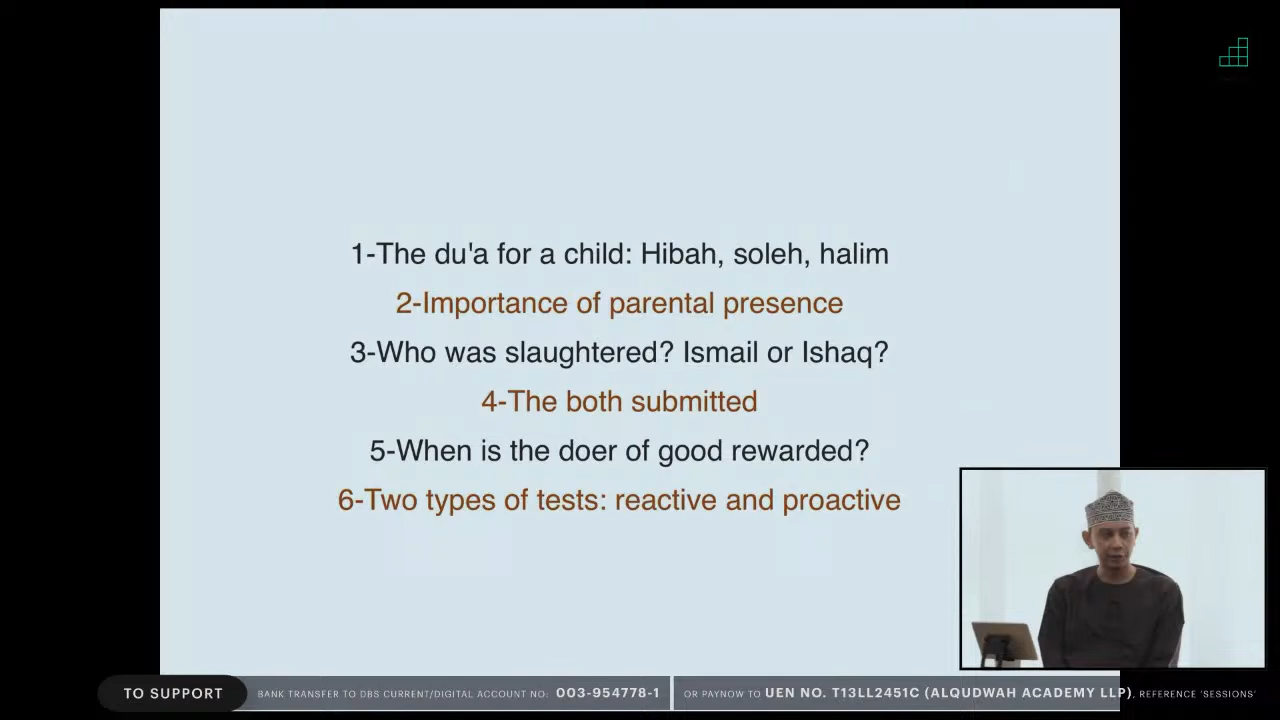 1-The du'a for a child: Hibah, soleh, halim
2-Importance of parental presence
3-Who was slaughtered? Ismail or Ishaq?
4-The both submitted
5-When is the doer of good rewarded?
6-Two types of tests: reactive and proactive
TO SUPPORT BANK TRANSFER TO DBS CURRENT/DIGITAL ACCOUNT NO: 003-954778-1 OR PAYNOW TO UEN NO. T13LL2451C (ALQUDWAH ACADEMY LLP), REFERENCE 'SESSIONS'